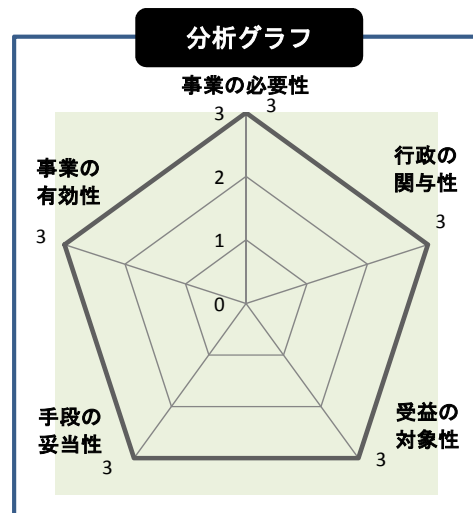 分析グラフ
事業の必要性
3
3
行政の
関与性
3
事業の
有効性
3
2
1
0
手段の
妥当性
3
受益の
対象性
3